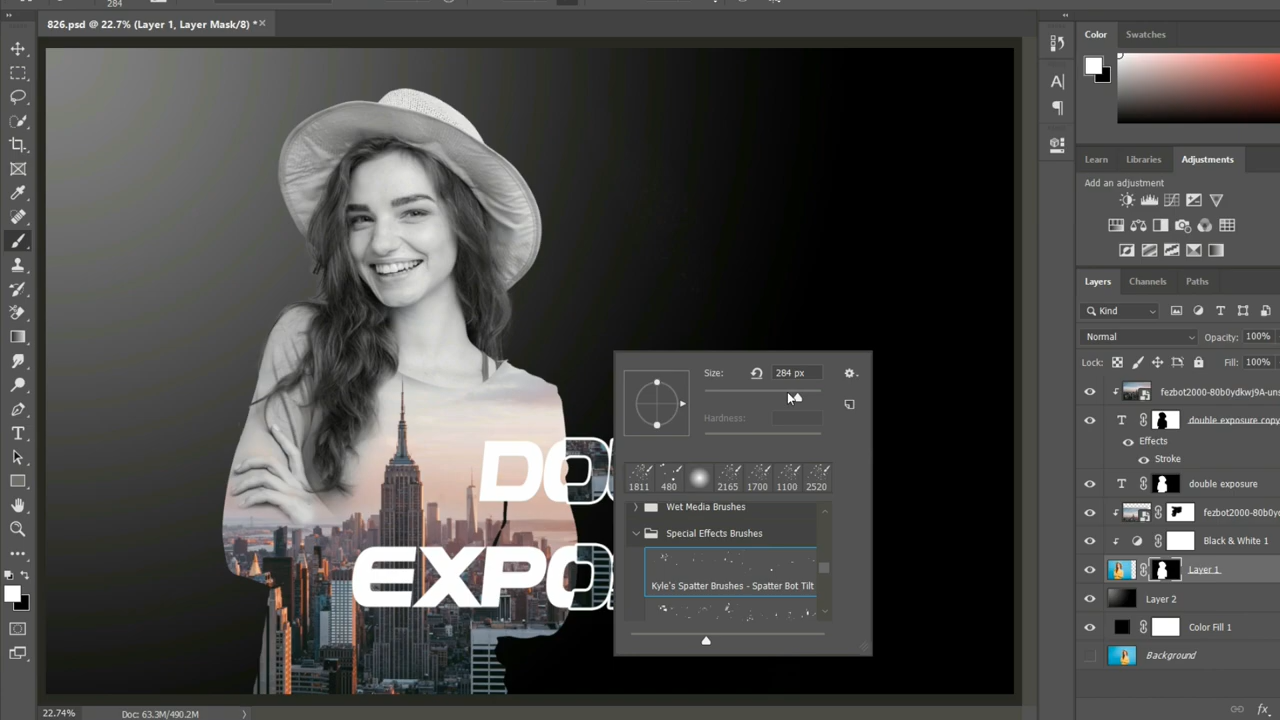 284
826.psd @ 22.7% (Layer 1, Layer Mask/8) *
Color
Swatches
Learn
Libraries
Adjustments
Add an adjustment
Layers
Channels
Paths
Kind
Normal
Opacity: 100%
Lock:
Fill: 100%
fezbot2000-80b0ydkwj9A-uns
double exposure copy
Effects
Stroke
double exposure
fezbot2000-80b0yd
Black & White 1
Layer 1
Layer 2
Color Fill 1
Background
fx
DOU
EXPO
Size:
284 px
Hardness:
1811 480 2165 1700 1100 2520
Wet Media Brushes
Special Effects Brushes
Kyle's Spatter Brushes - Spatter Bot Tilt
22.74%
Doc: 63.3M/490.2M